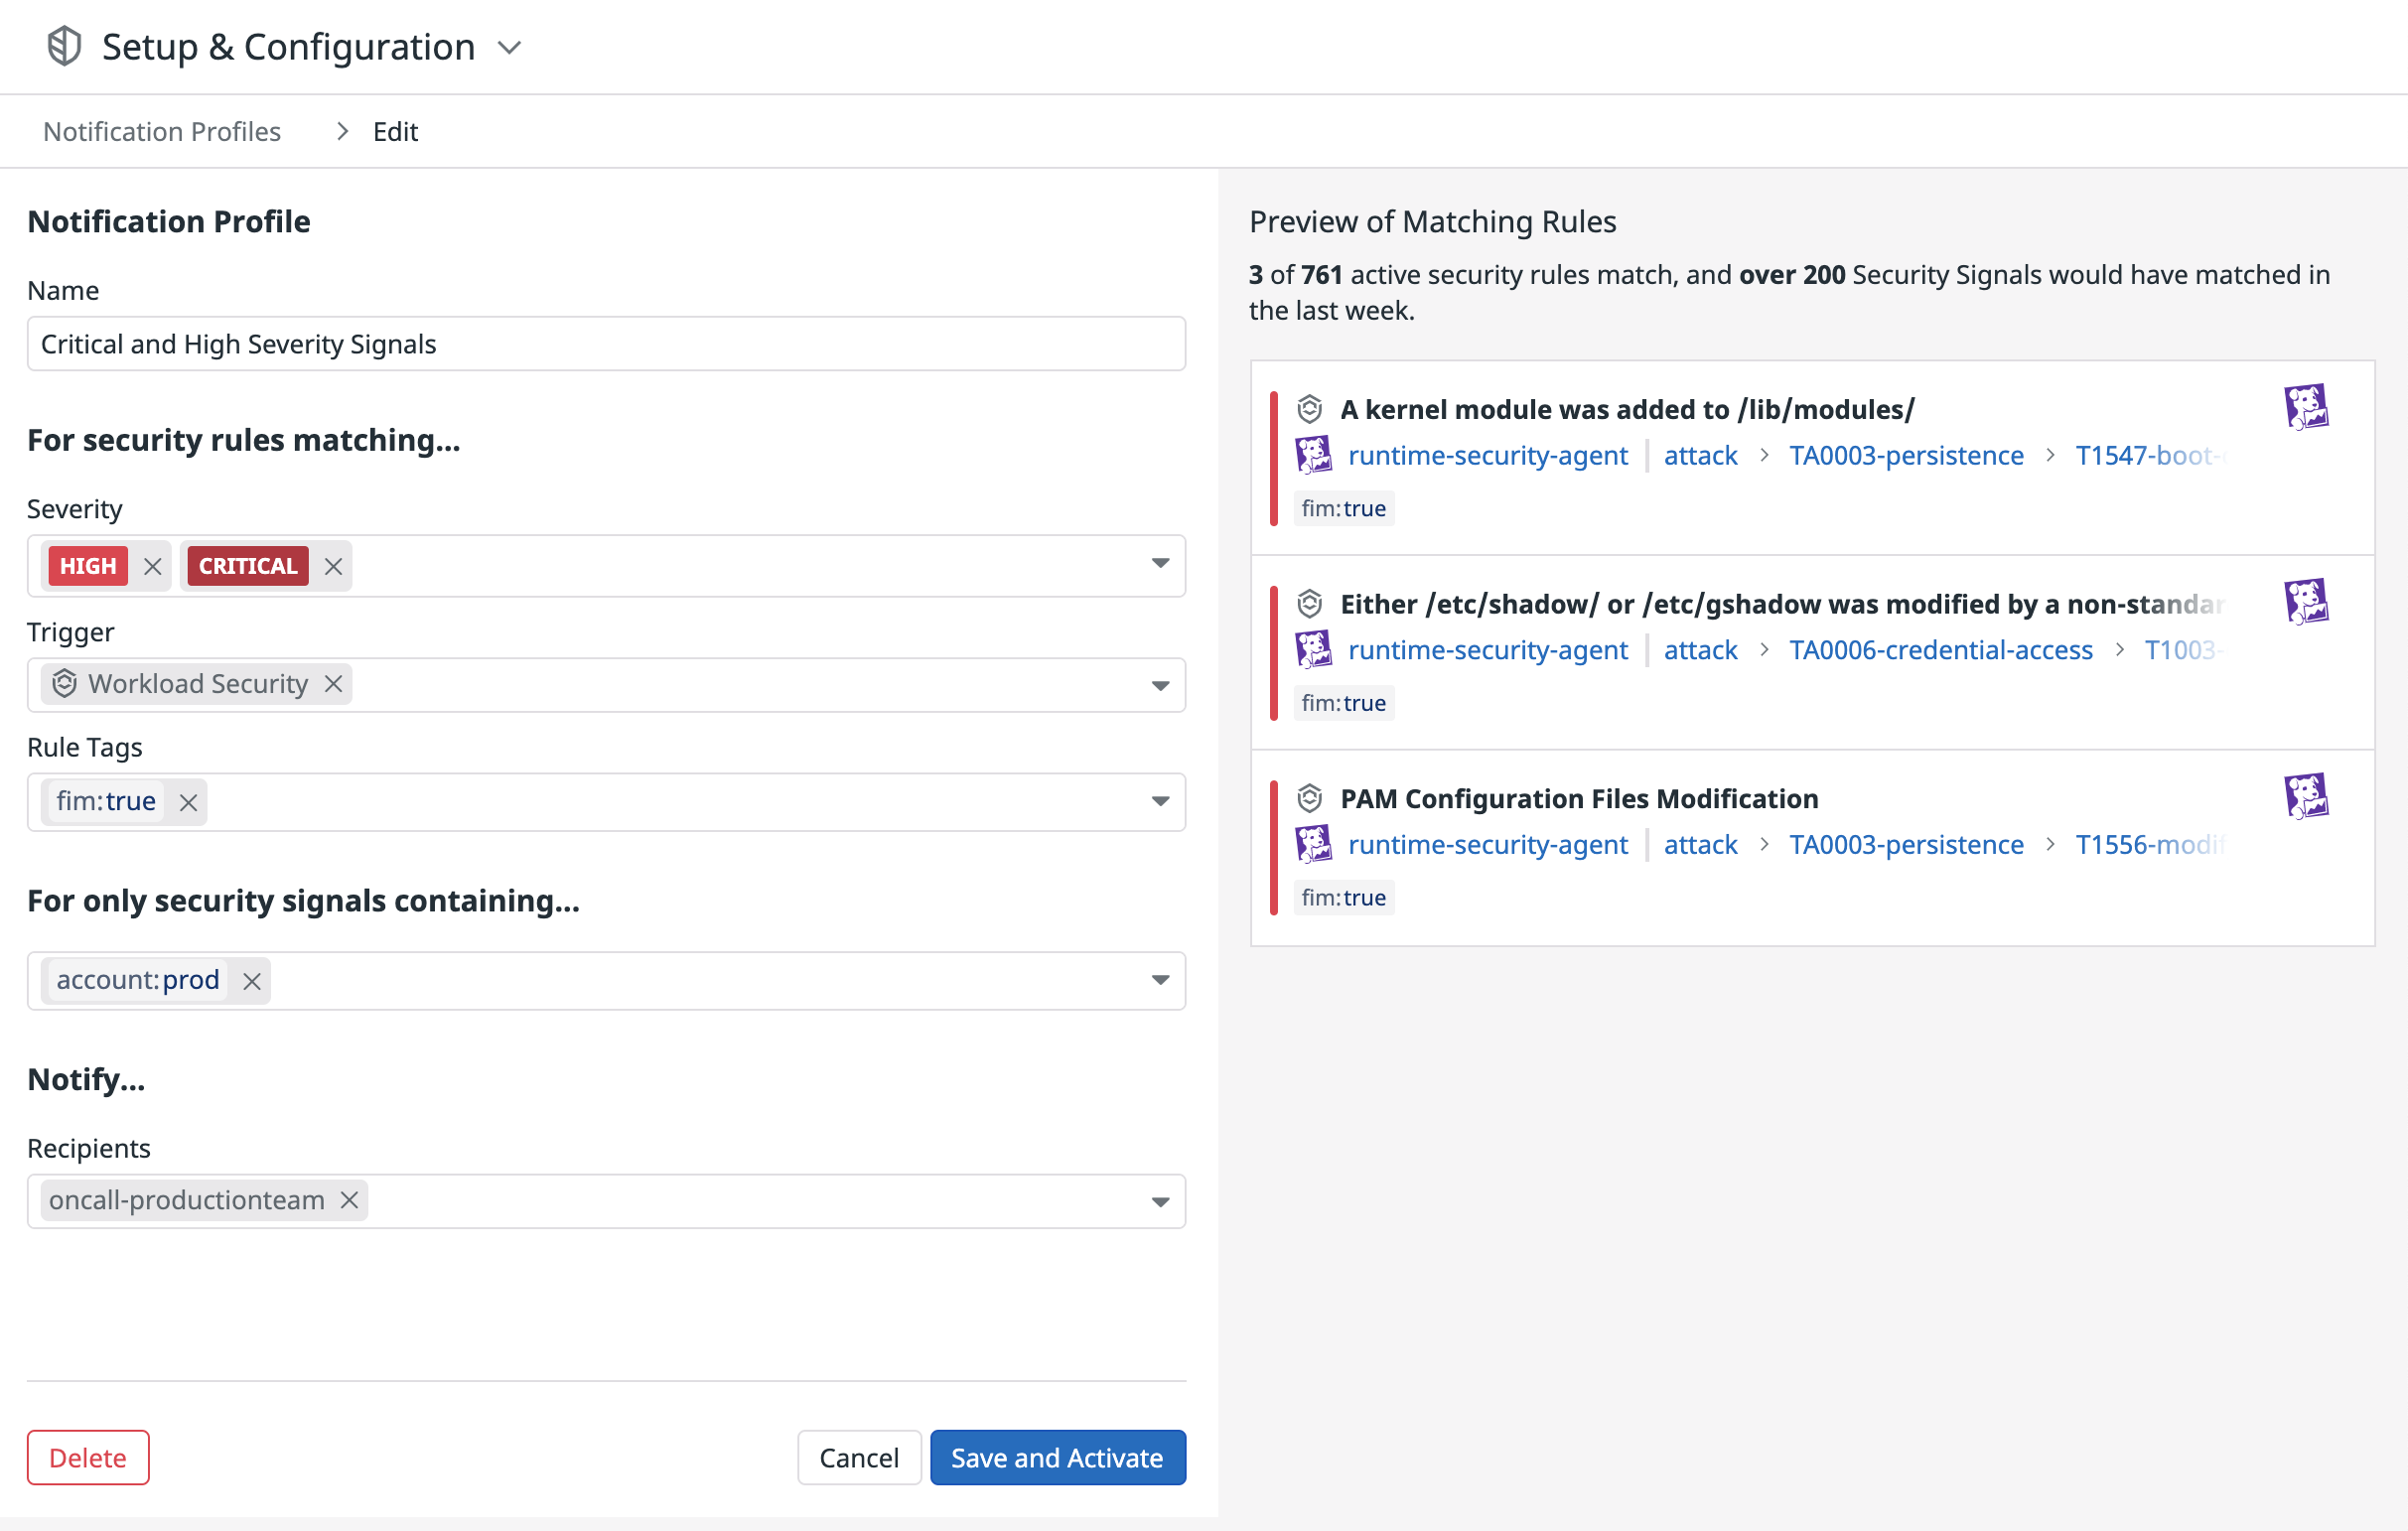 Setup & Configuration
Notification Profiles > Edit
Notification Profile
Name
Critical and High Severity Signals
For security rules matching...
Severity
HIGH × CRITICAL ×
Trigger
Workload Security ×
Rule Tags
fim:true ×
For only security signals containing...
account:prod ×
Notify...
Recipients
oncall-productionteam ×
Delete
Cancel
Save and Activate
Preview of Matching Rules
3 of 761 active security rules match, and over 200 Security Signals would have matched in
the last week.
A kernel module was added to /lib/modules/
runtime-security-agent | attack > TA0003-persistence > T1547-boot-
fim:true
Either /etc/shadow/ or /etc/gshadow was modified by a non-standar
runtime-security-agent | attack > TA0006-credential-access > T1003-
fim:true
PAM Configuration Files Modification
runtime-security-agent | attack > TA0003-persistence > T1556-modif
fim:true